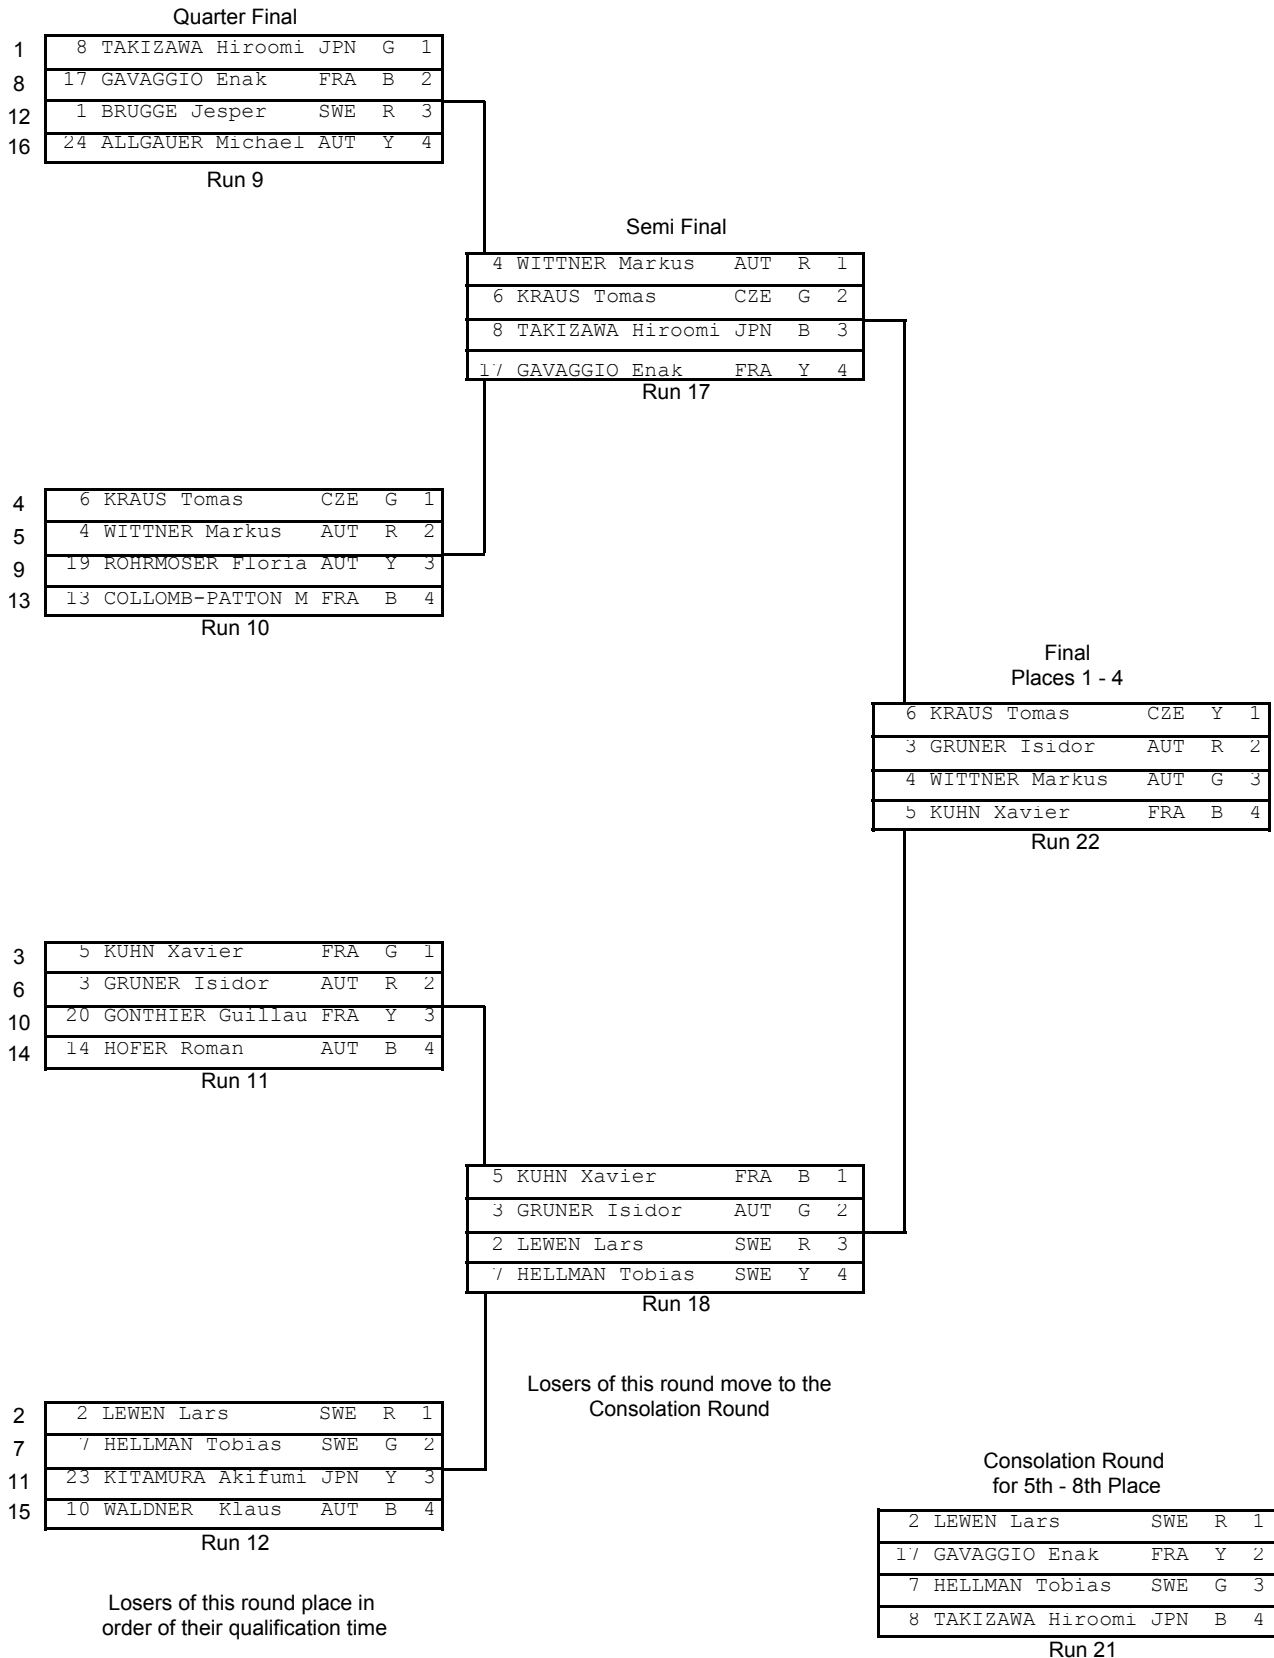 Quarter Final
1 8 TAKIZAWA Hiroomi JPN G 1
8 17 GAVAGGIO Enak FRA B 2
12 1 BRUGGE Jesper SWE R 3
16 24 ALLGAUER Michael AUT Y 4
Run 9
Semi Final
4 WITTNER Markus AUT R 1
6 KRAUS Tomas CZE G 2
8 TAKIZAWA Hiroomi JPN B 3
17 GAVAGGIO Enak FRA Y 4
Run 17
4 6 KRAUS Tomas CZE G 1
5 4 WITTNER Markus AUT R 2
9 19 ROHRMOSER Floria AUT Y 3
13 13 COLLOMB-PATTON M FRA B 4
Run 10
Final
Places 1 - 4
6 KRAUS Tomas CZE Y 1
3 GRUNER Isidor AUT R 2
4 WITTNER Markus AUT G 3
5 KUHN Xavier FRA B 4
Run 22
3 5 KUHN Xavier FRA G 1
6 3 GRUNER Isidor AUT R 2
10 20 GONTHIER Guillau FRA Y 3
14 14 HOFER Roman AUT B 4
Run 11
5 KUHN Xavier FRA B 1
3 GRUNER Isidor AUT G 2
2 LEWEN Lars SWE R 3
7 HELLMAN Tobias SWE Y 4
Run 18
Losers of this round move to the
Consolation Round
2 2 LEWEN Lars SWE R 1
7 7 HELLMAN Tobias SWE G 2
11 23 KITAMURA Akifumi JPN Y 3
15 10 WALDNER Klaus AUT B 4
Run 12
Losers of this round place in
order of their qualification time
Consolation Round
for 5th - 8th Place
2 LEWEN Lars SWE R 1
17 GAVAGGIO Enak FRA Y 2
7 HELLMAN Tobias SWE G 3
8 TAKIZAWA Hiroomi JPN B 4
Run 21